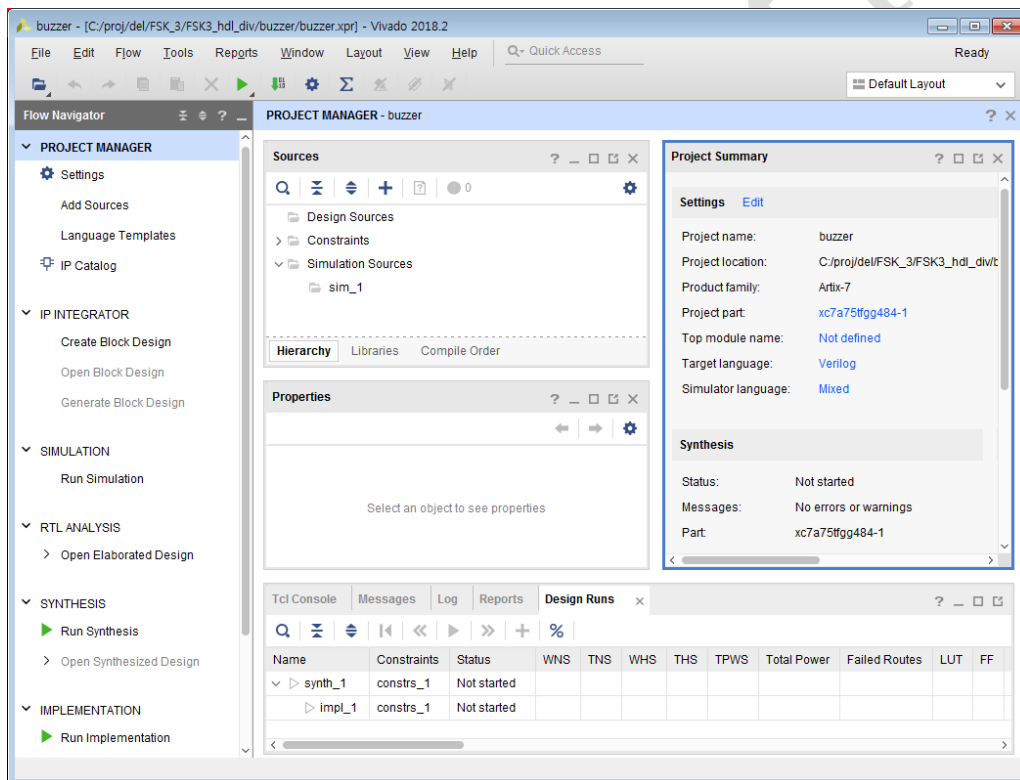 buzzer - [C:/proj/del/FSK_3/FSK3_hdl_div/buzzer/buzzer.xpr] - Vivado 2018.2
File Edit Flow Tools Reports Window Layout View Help Quick Access Ready
Default Layout
Flow Navigator
PROJECT MANAGER
Settings
Add Sources
Language Templates
IP Catalog
IP INTEGRATOR
Create Block Design
Open Block Design
Generate Block Design
SIMULATION
Run Simulation
RTL ANALYSIS
Open Elaborated Design
SYNTHESIS
Run Synthesis
Open Synthesized Design
IMPLEMENTATION
Run Implementation
PROJECT MANAGER - buzzer
Sources
0
Design Sources
Constraints
Simulation Sources
sim_1
Hierarchy Libraries Compile Order
Properties
Select an object to see properties
Project Summary
Settings Edit
Project name: buzzer
Project location: C:/proj/del/FSK_3/FSK3_hdl_div/b
Product family: Artix-7
Project part: xc7a75tfgg484-1
Top module name: Not defined
Target language: Verilog
Simulator language: Mixed
Synthesis
Status: Not started
Messages: No errors or warnings
Part: xc7a75tfgg484-1
Tcl Console Messages Log Reports Design Runs
Name Constraints Status WNS TNS WHS THS TPWS Total Power Failed Routes LUT FF
synth_1 constrs_1 Not started
impl_1 constrs_1 Not started